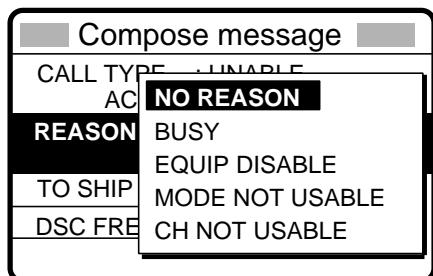 Compose message
CALL TYPE : UNABLE
AC
NO REASON
REASON
BUSY
EQUIP DISABLE
TO SHIP
MODE NOT USABLE
DSC FRE
CH NOT USABLE